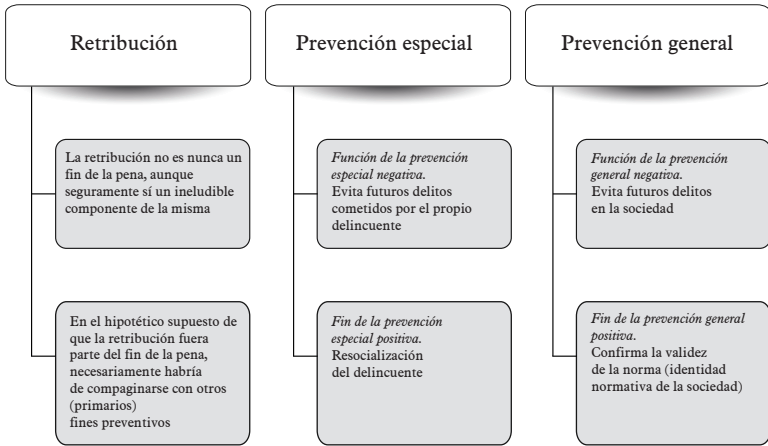 Retribución
La retribución no es nunca un
fin de la pena, aunque
seguramente sí un ineludible
componente de la misma
En el hipotético supuesto de
que la retribución fuera
parte del fin de la pena,
necesariamente habría
de compaginarse con otros
(primarios)
fines preventivos
Prevención especial
Función de la prevención
especial negativa.
Evita futuros delitos
cometidos por el propio
delincuente
Fin de la prevención
especial positiva.
Resocialización
del delincuente
Prevención general
Función de la prevención
general negativa.
Evita futuros delitos
en la sociedad
Fin de la prevención general
positiva.
Confirma la validez
de la norma (identidad
normativa de la sociedad)